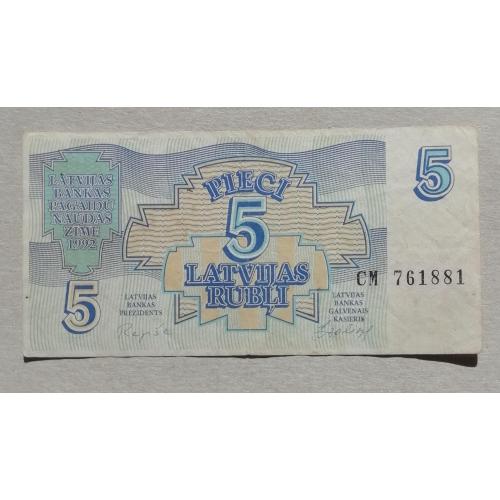 LATVIJAS
BANKAS
PAGAIDU
NAUDAS
ZĪME
1992
PIECI
5
LATVIJAS
RUBĻI
5
5
CM 761881
LATVIJAS
BANKAS
PREZIDENTS
LATVIJAS
BANKAS
GALVENAIS
KASIERIS